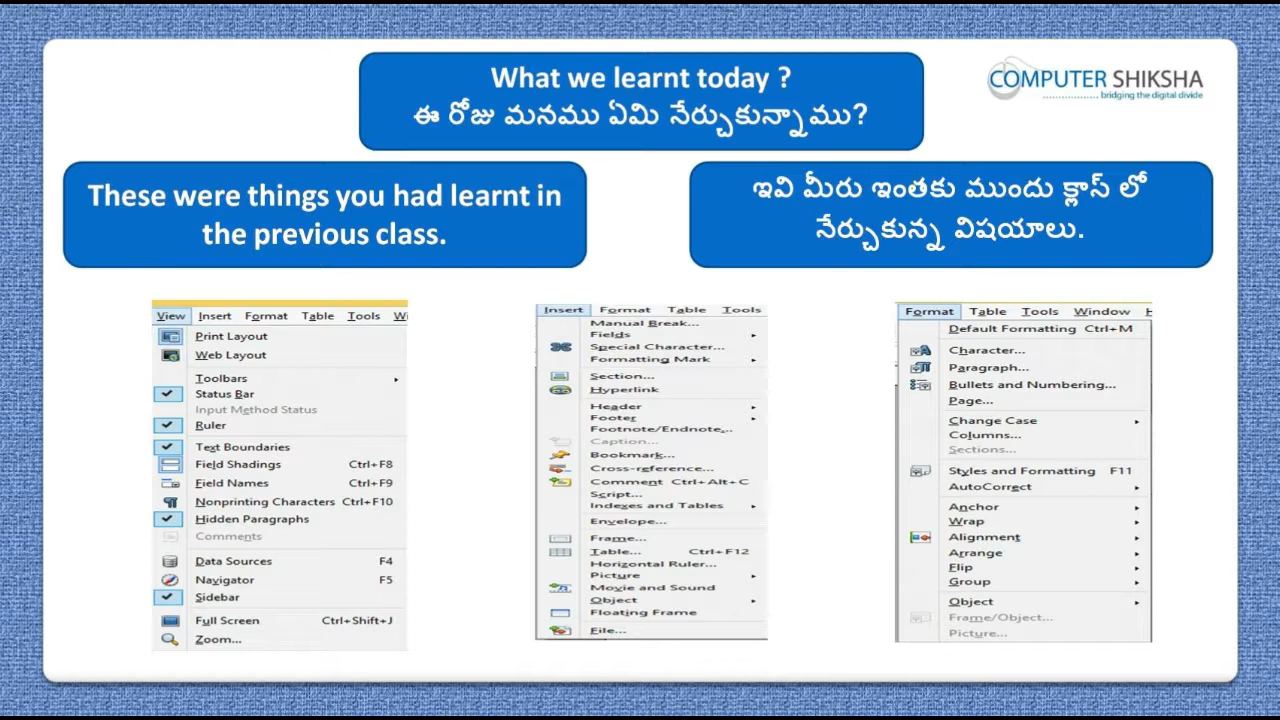 What we learnt today ?
ఈ రోజు మనము ఏమి నేర్చుకున్నాము?
COMPUTER SHIKSHA
bridging the digital divide
These were things you had learnt in
the previous class.
ఇవి మీరు ఇంతకు ముందు క్లాస్ లో
నేర్చుకున్న విషయాలు.
View Insert Format Table Tools Wi
Print Layout
Web Layout
Toolbars
Status Bar
Input Method Status
Ruler
Text Boundaries
Field Shadings Ctrl+F8
Field Names Ctrl+F9
Nonprinting Characters Ctrl+F10
Hidden Paragraphs
Comments
Data Sources F4
Navigator F5
Sidebar
Full Screen Ctrl+Shift+J
Zoom...
Insert Format Table Tools
Manual Break...
Fields
Special Character...
Formatting Mark
Section...
Hyperlink
Header
Footer
Footnote/Endnote...
Caption...
Bookmark...
Cross-reference...
Comment Ctrl+Alt+C
Script...
Indexes and Tables
Envelope...
Frame...
Table... Ctrl+F12
Horizontal Ruler...
Picture
Movie and Sound
Object
Floating Frame
File...
Format Table Tools Window H
Default Formatting Ctrl+M
Character...
Paragraph...
Bullets and Numbering...
Page...
Change Case
Columns...
Sections...
Styles and Formatting F11
AutoCorrect
Anchor
Wrap
Alignment
Arrange
Flip
Group
Object
Frame/Object...
Picture...